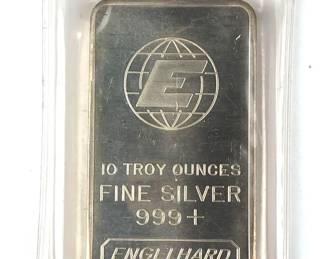 E
10 TROY OUNCES
FINE SILVER
999+
ENGELHARD